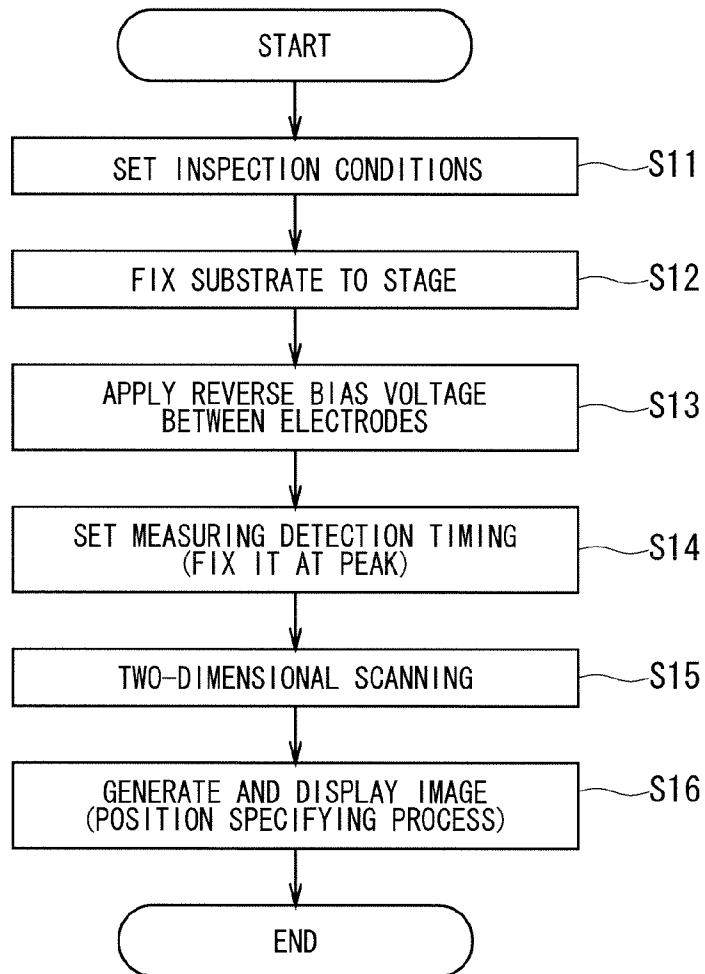 START
SET INSPECTION CONDITIONS
S11
FIX SUBSTRATE TO STAGE
S12
APPLY REVERSE BIAS VOLTAGE
BETWEEN ELECTRODES
S13
SET MEASURING DETECTION TIMING
(FIX IT AT PEAK)
S14
TWO-DIMENSIONAL SCANNING
S15
GENERATE AND DISPLAY IMAGE
(POSITION SPECIFYING PROCESS)
S16
END